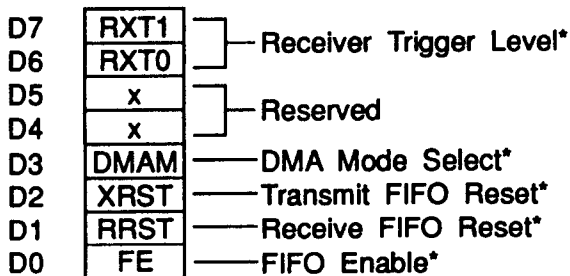 D7 RXT1
Receiver Trigger Level*
D6 RXT0
D5 x
Reserved
D4 x
D3 DMAM DMA Mode Select*
D2 XRST Transmit FIFO Reset*
D1 RRST Receive FIFO Reset*
D0 FE FIFO Enable*